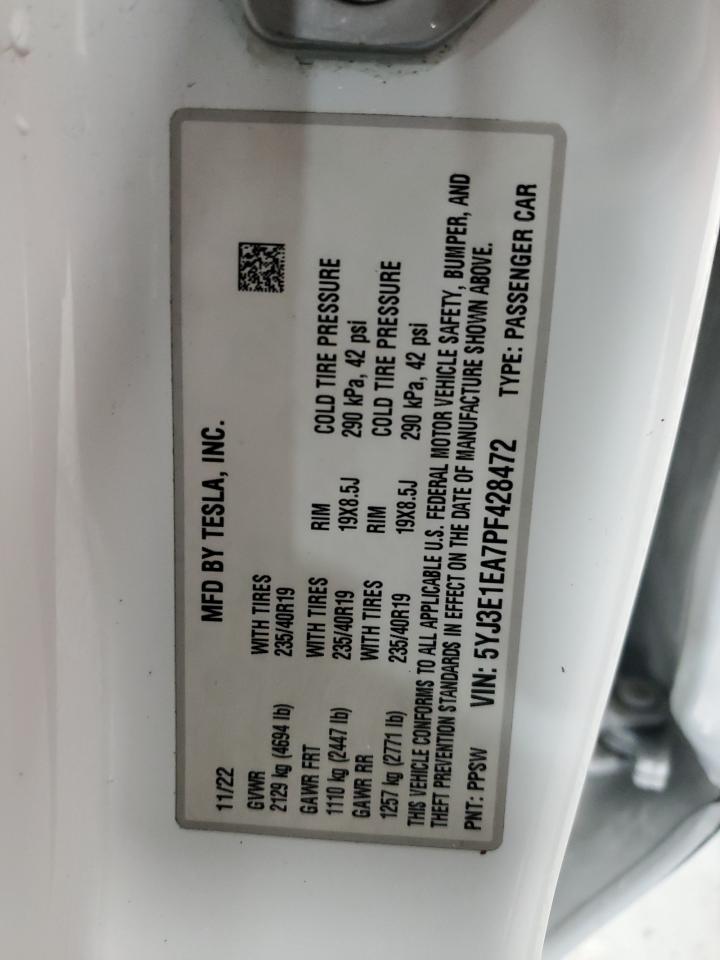 MFD BY TESLA, INC.
11/22
GVWR WITH TIRES
2129 kg (4694 lb) 235/40R19
GAWR FRT WITH TIRES RIM COLD TIRE PRESSURE
1110 kg (2447 lb) 235/40R19 19X8.5J 290 kPa, 42 psi
GAWR RR WITH TIRES RIM COLD TIRE PRESSURE
1257 kg (2771 lb) 235/40R19 19X8.5J 290 kPa, 42 psi
THIS VEHICLE CONFORMS TO ALL APPLICABLE U.S. FEDERAL MOTOR VEHICLE SAFETY, BUMPER, AND
THEFT PREVENTION STANDARDS IN EFFECT ON THE DATE OF MANUFACTURE SHOWN ABOVE.
PNT: PPSW VIN: 5YJ3E1EA7PF428472 TYPE: PASSENGER CAR